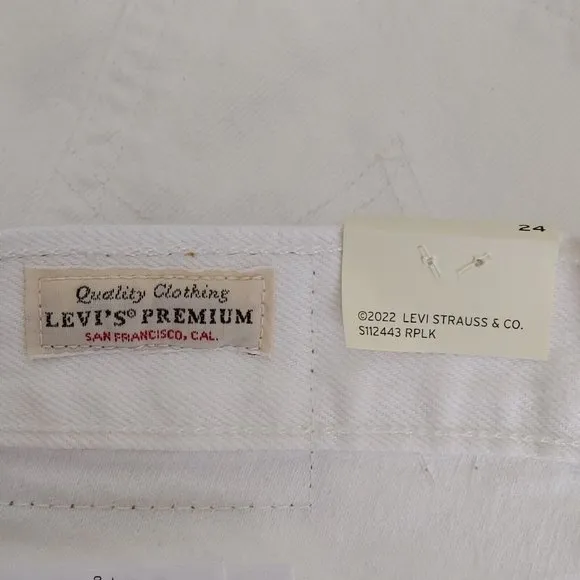 24
Quality Clothing
LEVI'S® PREMIUM
SAN FRANCISCO, CAL.
©2022 LEVI STRAUSS & CO.
S112443 RPLK